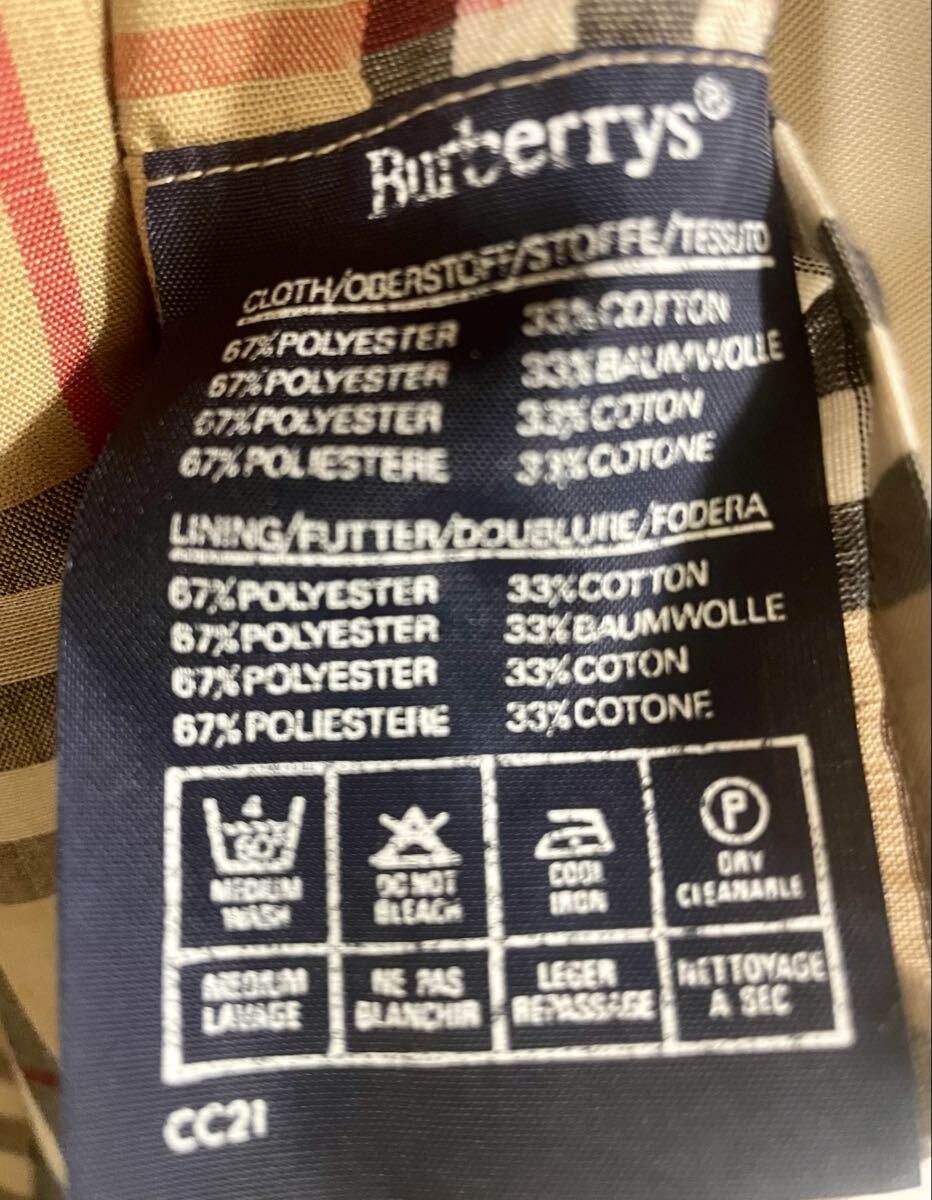 Burberrys®
CLOTH/OBERSTOFF/STOFFE/TESSUTO
67%POLYESTER 33%COTTON
67%POLYESTER 33%BAUMWOLLE
67%POLYESTER 33%COTON
67%POLIESTERE 33%COTONE
LINING/FUTTER/DOUBLURE/FODERA
67%POLYESTER 33%COTTON
67%POLYESTER 33%BAUMWOLLE
67%POLYESTER 33%COTON
67%POLIESTERE 33%COTONE
4
60°
MEDIUM
WASH
DO NOT
BLEACH
COOL
IRON
P
DRY
CLEANABLE
MEDIUM
LAVAGE
NE PAS
BLANCHIR
LEGER
REPASSAGE
NETTOYAGE
A SEC
CC21